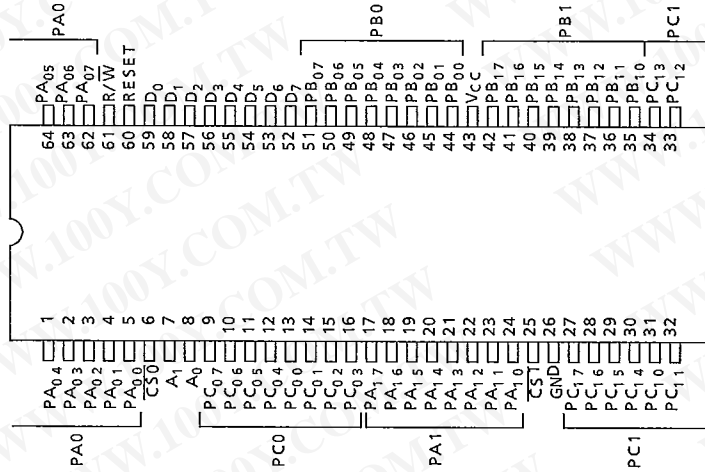 PA0
PA04 1
PA03 2
PA02 3
PA01 4
PA00 5
CS0 6
A1 7
A0 8
PC0
PC07 9
PC06 10
PC05 11
PC04 12
PC00 13
PC01 14
PC02 15
PC03 16
PA1
PA17 17
PA16 18
PA15 19
PA14 20
PA13 21
PA12 22
PA11 23
PA10 24
CS1 25
GND 26
PC1
PC17 27
PC16 28
PC15 29
PC14 30
PC10 31
PC11 32
PA0
64 PA05
63 PA06
62 PA07
61 R/W
60 RESET
59 D0
58 D1
57 D2
56 D3
55 D4
54 D5
53 D6
52 D7
PB0
51 PB07
50 PB06
49 PB05
48 PB04
47 PB03
46 PB02
45 PB01
44 PB00
43 VCC
PB1
42 PB17
41 PB16
40 PB15
39 PB14
38 PB13
37 PB12
36 PB11
35 PB10
PC1
34 PC13
33 PC12
WWW.100Y.COM.TW